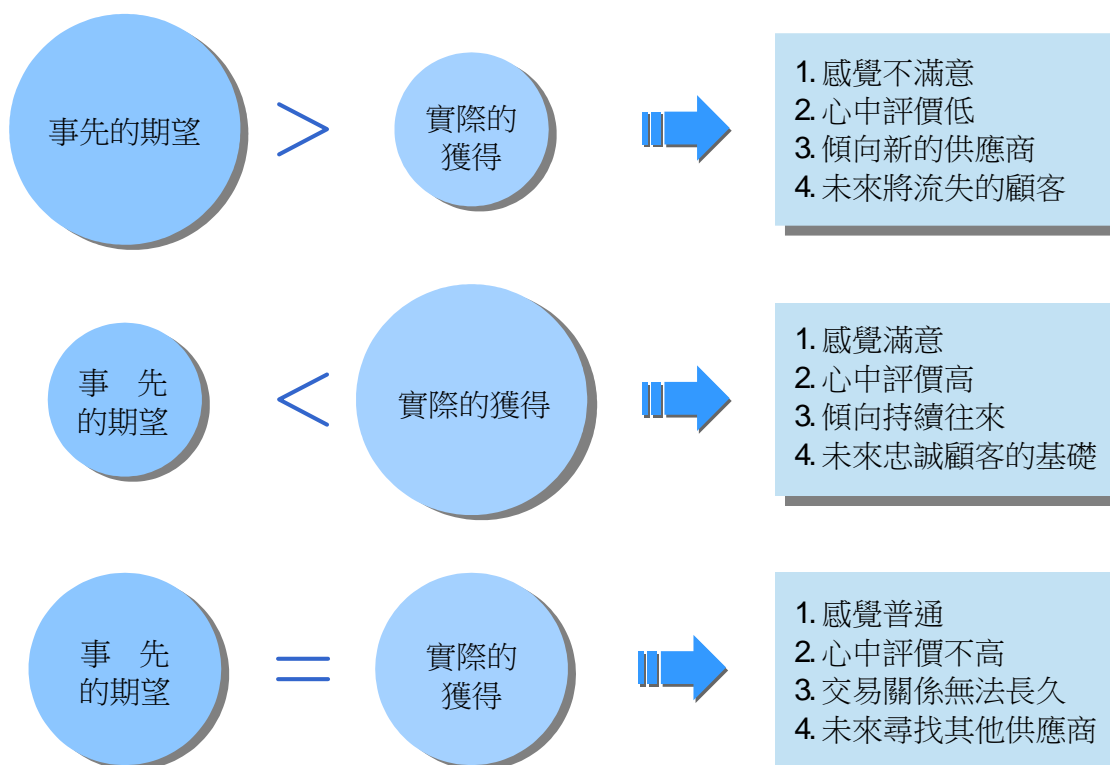 事先的期望
>
實際的
獲得
1. 感覺不滿意
2. 心中評價低
3. 傾向新的供應商
4. 未來將流失的顧客
事 先
的期望
<
實際的獲得
1. 感覺滿意
2. 心中評價高
3. 傾向持續往來
4. 未來忠誠顧客的基礎
事 先
的期望
=
實際的
獲得
1. 感覺普通
2. 心中評價不高
3. 交易關係無法長久
4. 未來尋找其他供應商